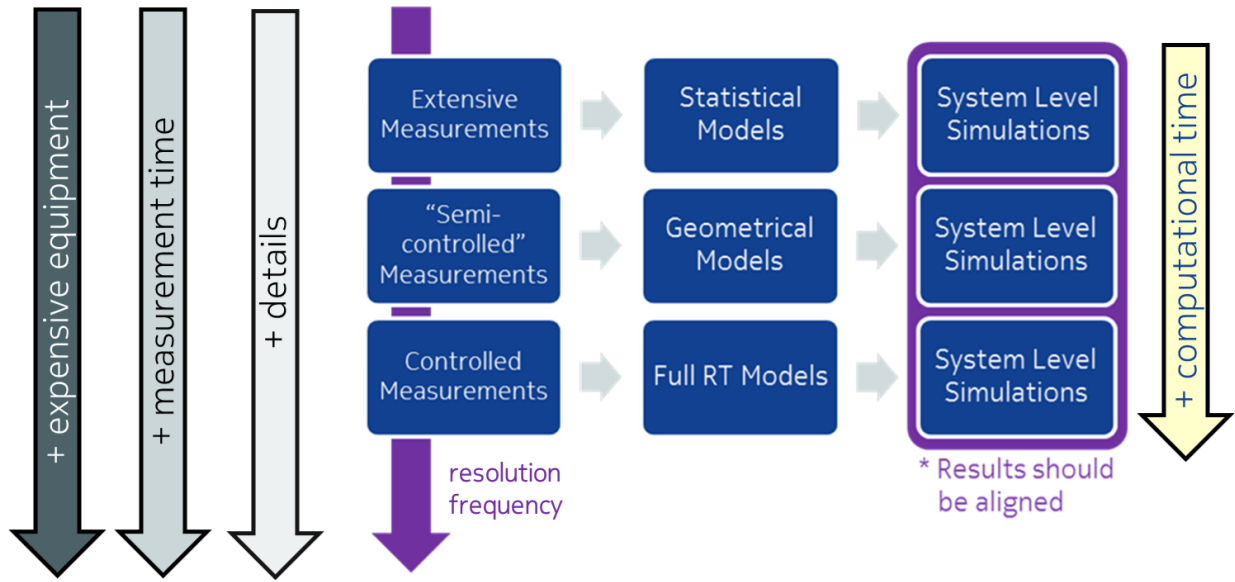 + expensive equipment
+ measurement time
+ details
Extensive
Measurements
Statistical
Models
System Level
Simulations
“Semi-
controlled”
Measurements
Geometrical
Models
System Level
Simulations
Controlled
Measurements
Full RT Models
System Level
Simulations
+ computational time
resolution
frequency
* Results should
be aligned